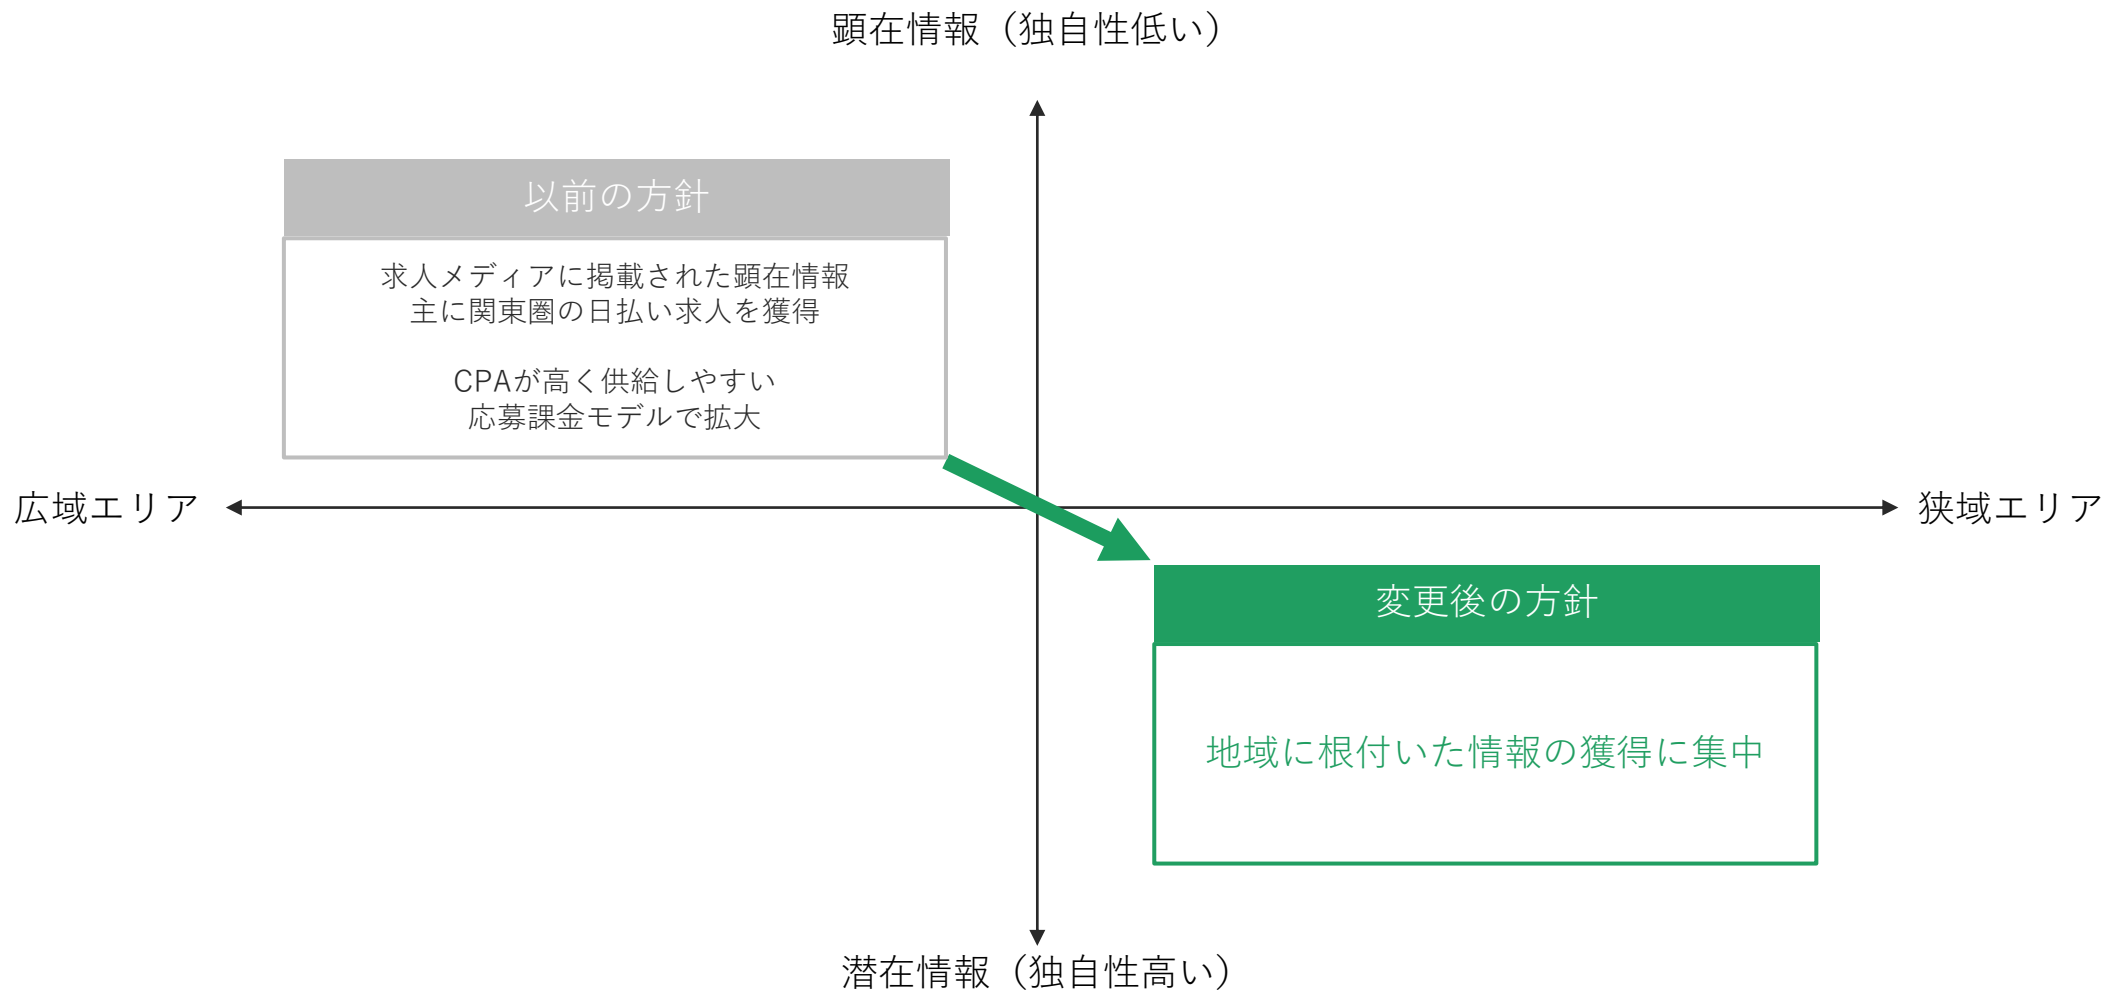 顕在情報（独自性低い）
以前の方針
求人メディアに掲載された顕在情報
主に関東圏の日払い求人を獲得
CPAが高く供給しやすい
応募課金モデルで拡大
広域エリア
狭域エリア
変更後の方針
地域に根付いた情報の獲得に集中
潜在情報（独自性高い）